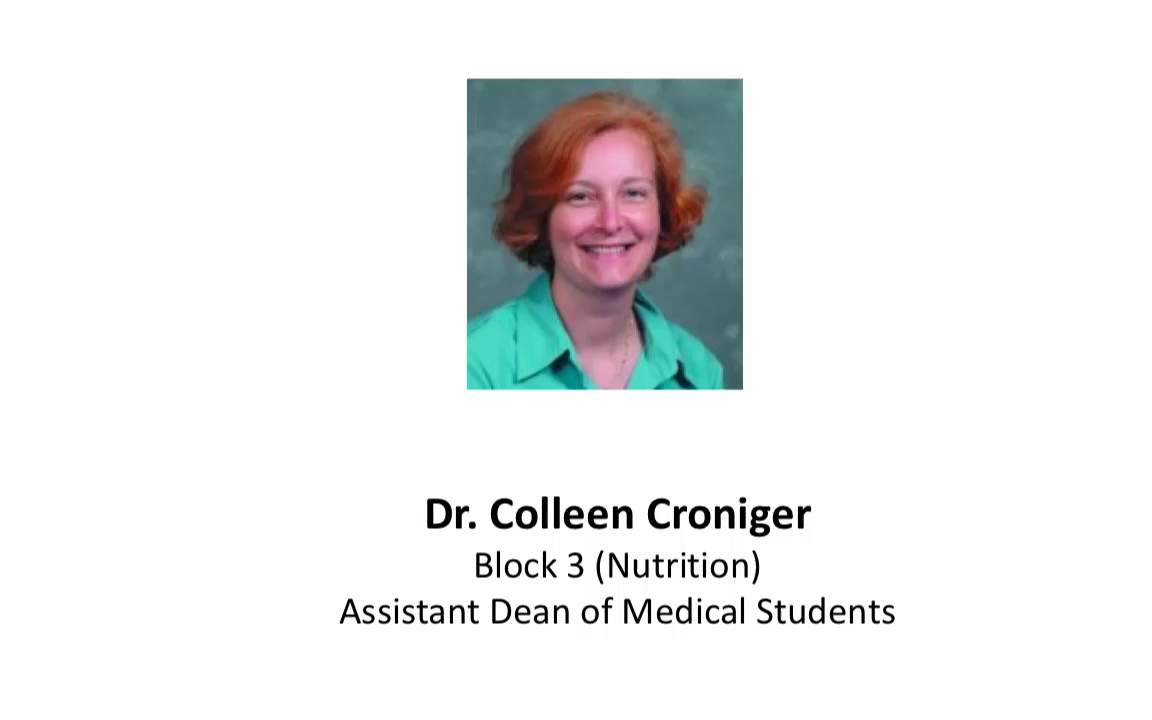 Dr. Colleen Croniger
Block 3 (Nutrition)
Assistant Dean of Medical Students